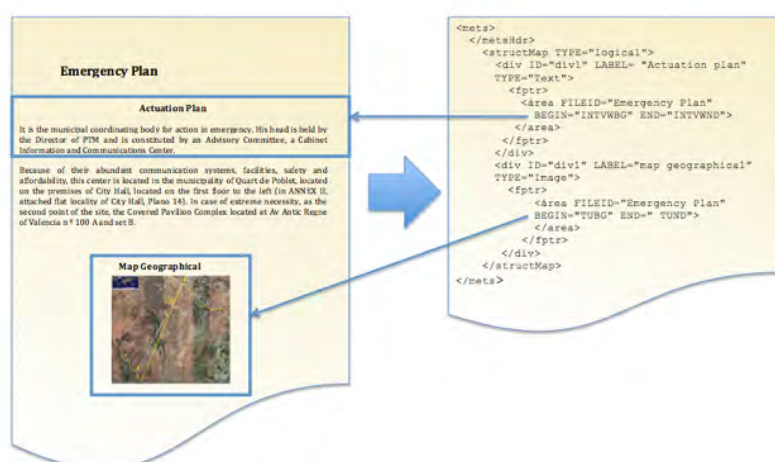 Emergency Plan
Actuation Plan
It is the municipal coordinating body for action in emergency. His head is held by
the Director of PTM and is constituted by an Advisory Committee, a Cabinet
Information and Communications Center.
Because of their abundant communication systems, facilities, safety and
affordability, this center is located in the municipality of Quart de Poblet, located
on the premises of City Hall, located on the first floor to the left (in ANNEX II,
attached flat locality of City Hall, Plano 14). In case of extreme necessity, as the
second point of the site, the Covered Pavilion Complex located at Av Antic Regne
of Valencia nº 100 A and set B.
Map Geographical
<mets>
</metsHdr>
<structMap TYPE="logical">
<div ID="div1" LABEL= "Actuation plan"
TYPE="Text">
<fptr>
<área FILEID="Emergency Plan"
BEGIN="INTVWBG" END="INTVWND">
</area>
</fptr>
</div>
<div ID="div1" LABEL="map geographical"
TYPE="Image">
<fptr>
<área FILEID="Emergency Plan"
BEGIN="TUBG" END=" TUND">
</area>
</fptr>
</div>
</structMap>
</mets>